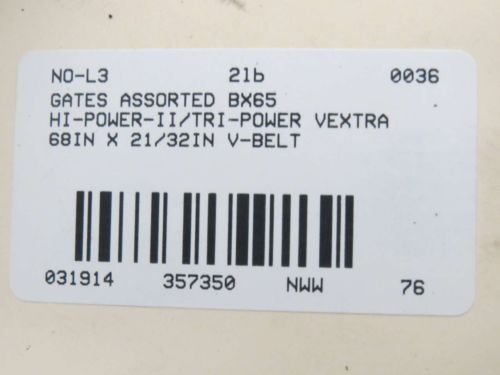 NO-L3 21b 0036
GATES ASSORTED BX65
HI-POWER-II/TRI-POWER VEXTRA
68IN X 21/32IN V-BELT
031914 357350 NWW 76